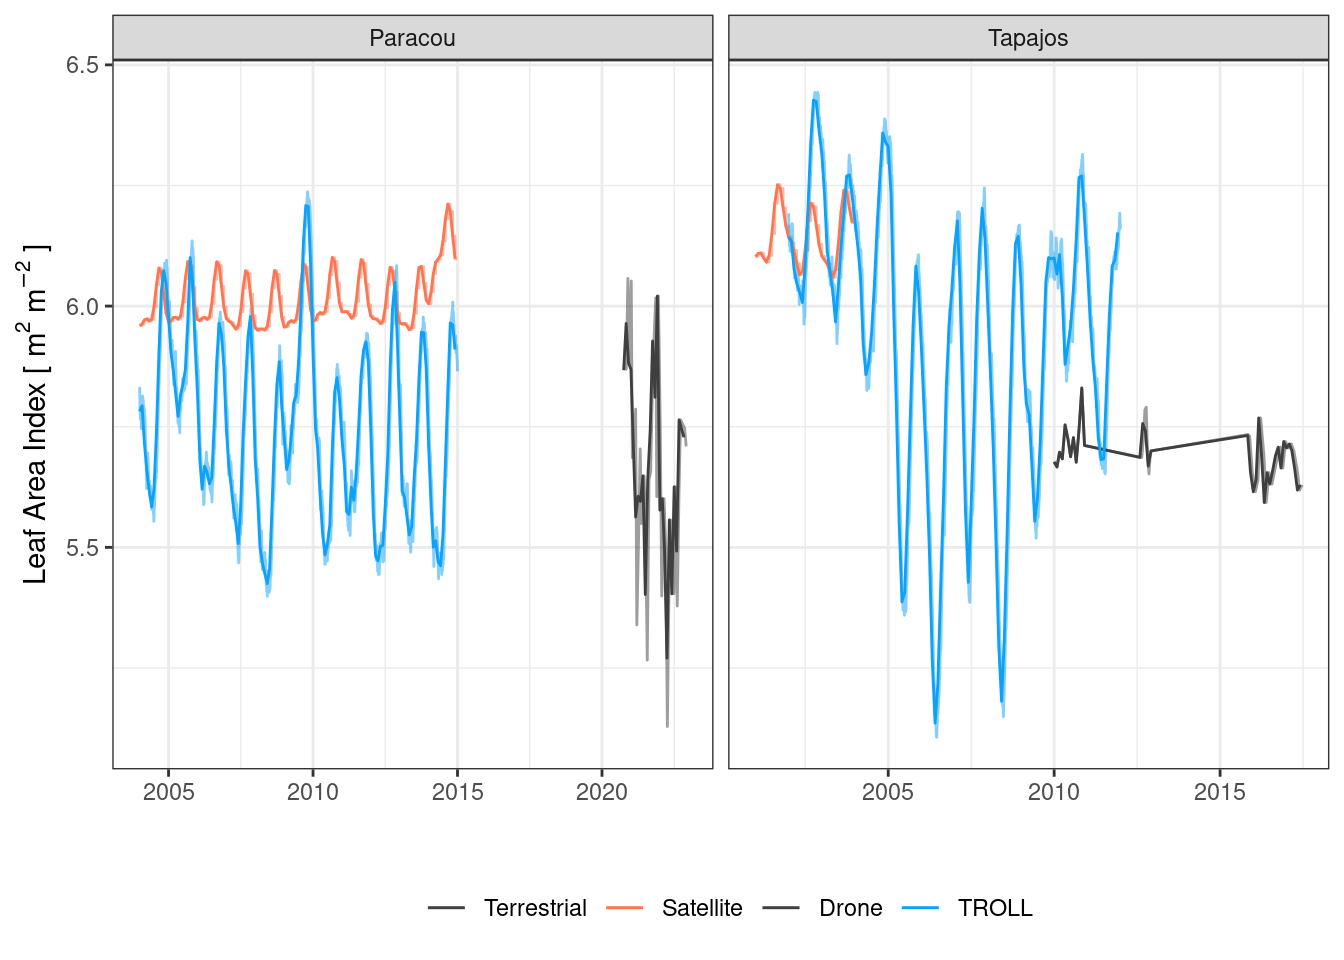 Paracou
Tapajos
6.5
6.0
5.5
Leaf Area Index [ m² m⁻² ]
2005 2010 2015 2020
2005 2010 2015
Terrestrial Satellite Drone TROLL